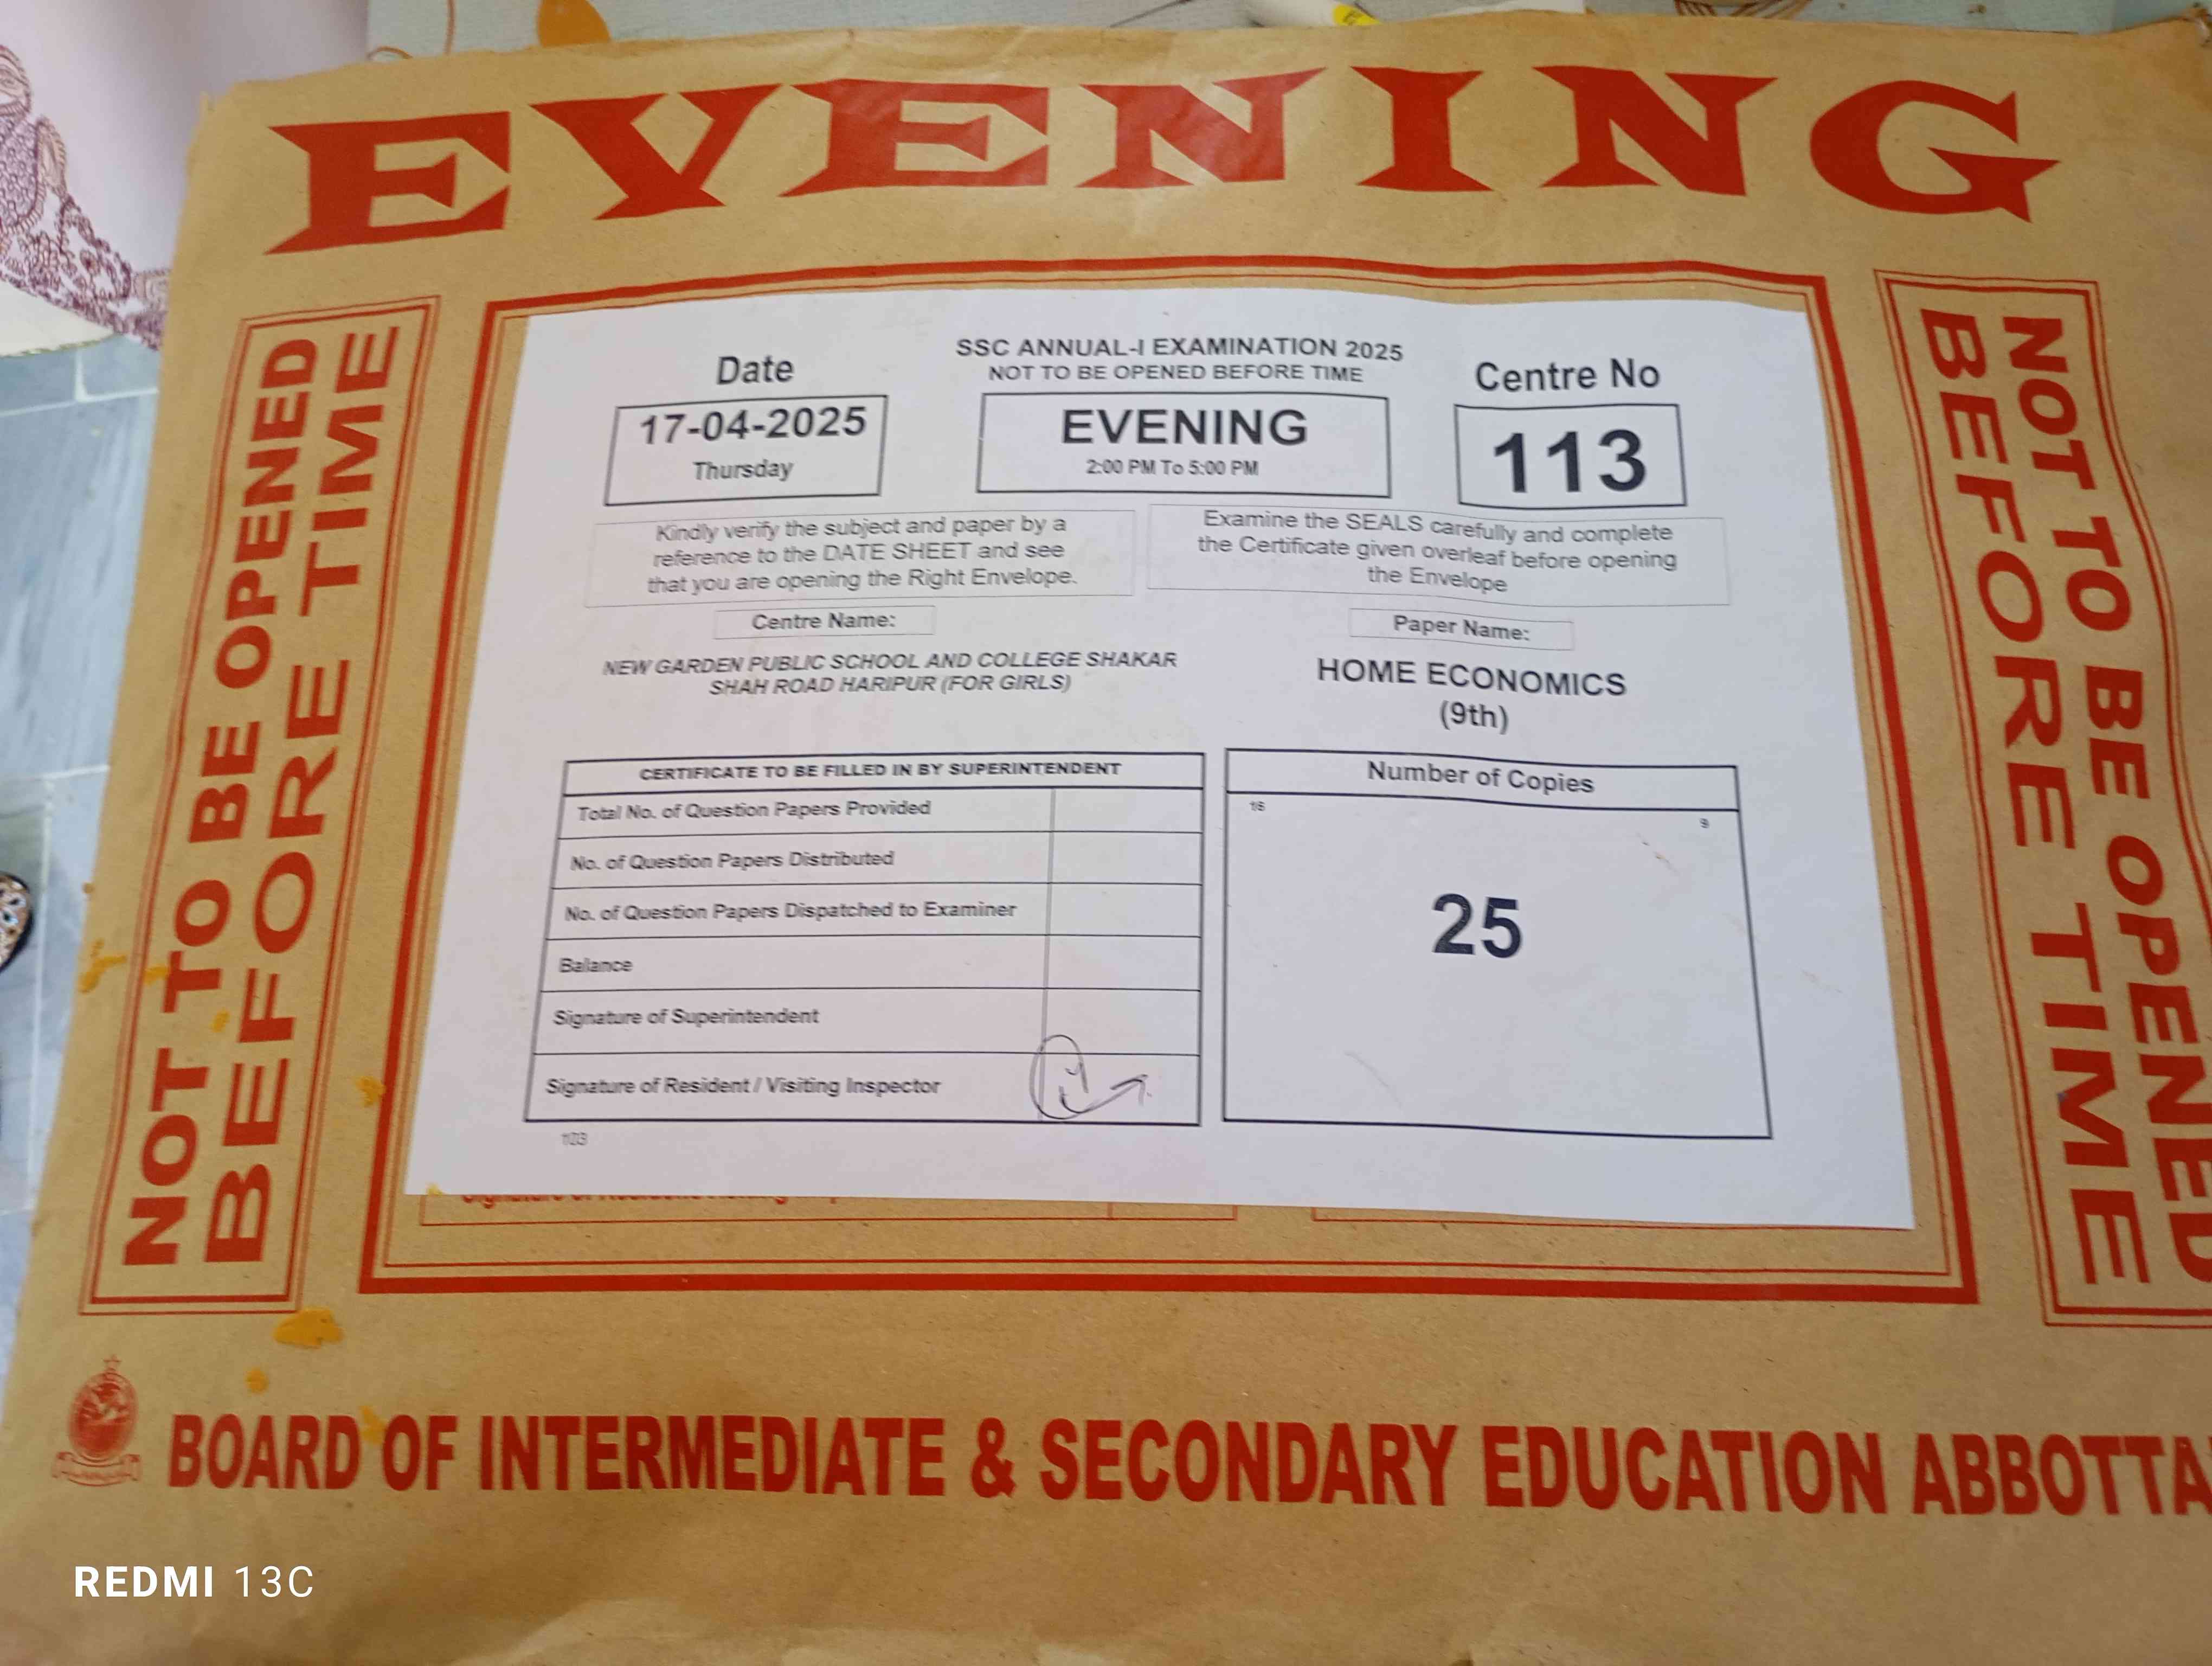 EVENING
NOT TO BE OPENED
BEFORE TIME
SSC ANNUAL-I EXAMINATION 2025
NOT TO BE OPENED BEFORE TIME
Date
17-04-2025
Thursday
EVENING
2:00 PM To 5:00 PM
Centre No
113
Kindly verify the subject and paper by a
reference to the DATE SHEET and see
that you are opening the Right Envelope.
Examine the SEALS carefully and complete
the Certificate given overleaf before opening
the Envelope
Centre Name:
NEW GARDEN PUBLIC SCHOOL AND COLLEGE SHAKAR
SHAH ROAD HARIPUR (FOR GIRLS)
Paper Name:
HOME ECONOMICS
(9th)
CERTIFICATE TO BE FILLED IN BY SUPERINTENDENT
Total No. of Question Papers Provided
No. of Question Papers Distributed
No. of Question Papers Dispatched to Examiner
Balance
Signature of Superintendent
Signature of Resident / Visiting Inspector
103
Number of Copies
16
9
25
NOT TO BE OPENED
BEFORE TIME
BOARD OF INTERMEDIATE & SECONDARY EDUCATION ABBOTTA
REDMI 13C